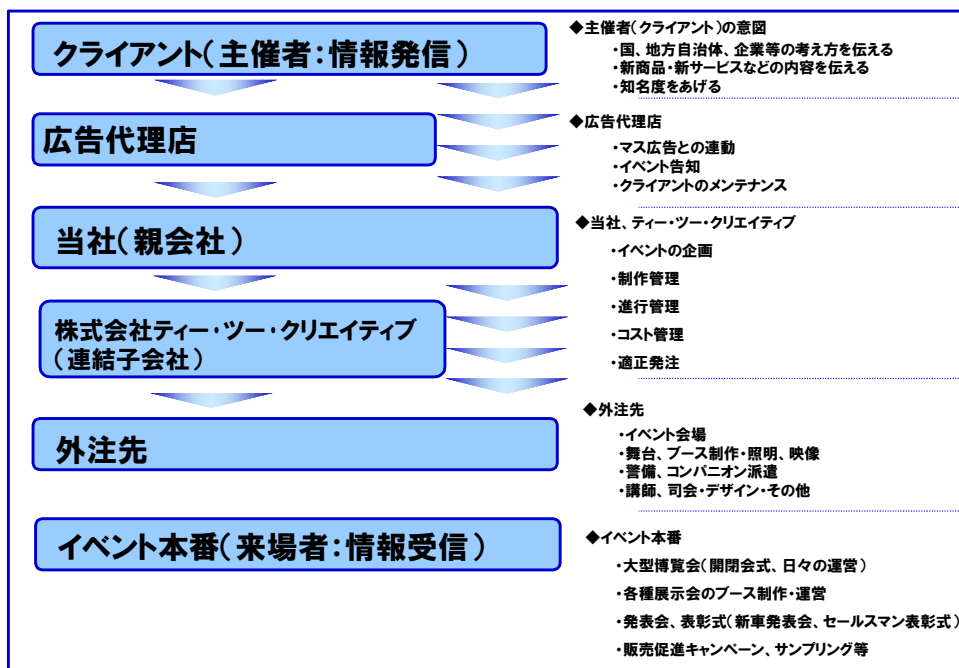 クライアント(主催者:情報発信)
◆主催者(クライアント)の意図
・国、地方自治体、企業等の考え方を伝える
・新商品・新サービスなどの内容を伝える
・知名度をあげる
広告代理店
◆広告代理店
・マス広告との連動
・イベント告知
・クライアントのメンテナンス
当社(親会社)
◆当社、ティー・ツー・クリエイティブ
・イベントの企画
・制作管理
・進行管理
・コスト管理
・適正発注
株式会社ティー・ツー・クリエイティブ
(連結子会社)
外注先
◆外注先
・イベント会場
・舞台、ブース制作・照明、映像
・警備、コンパニオン派遣
・講師、司会・デザイン・その他
イベント本番(来場者:情報受信)
◆イベント本番
・大型博覧会(開閉会式、日々の運営)
・各種展示会のブース制作・運営
・発表会、表彰式(新車発表会、セールスマン表彰式)
・販売促進キャンペーン、サンプリング等